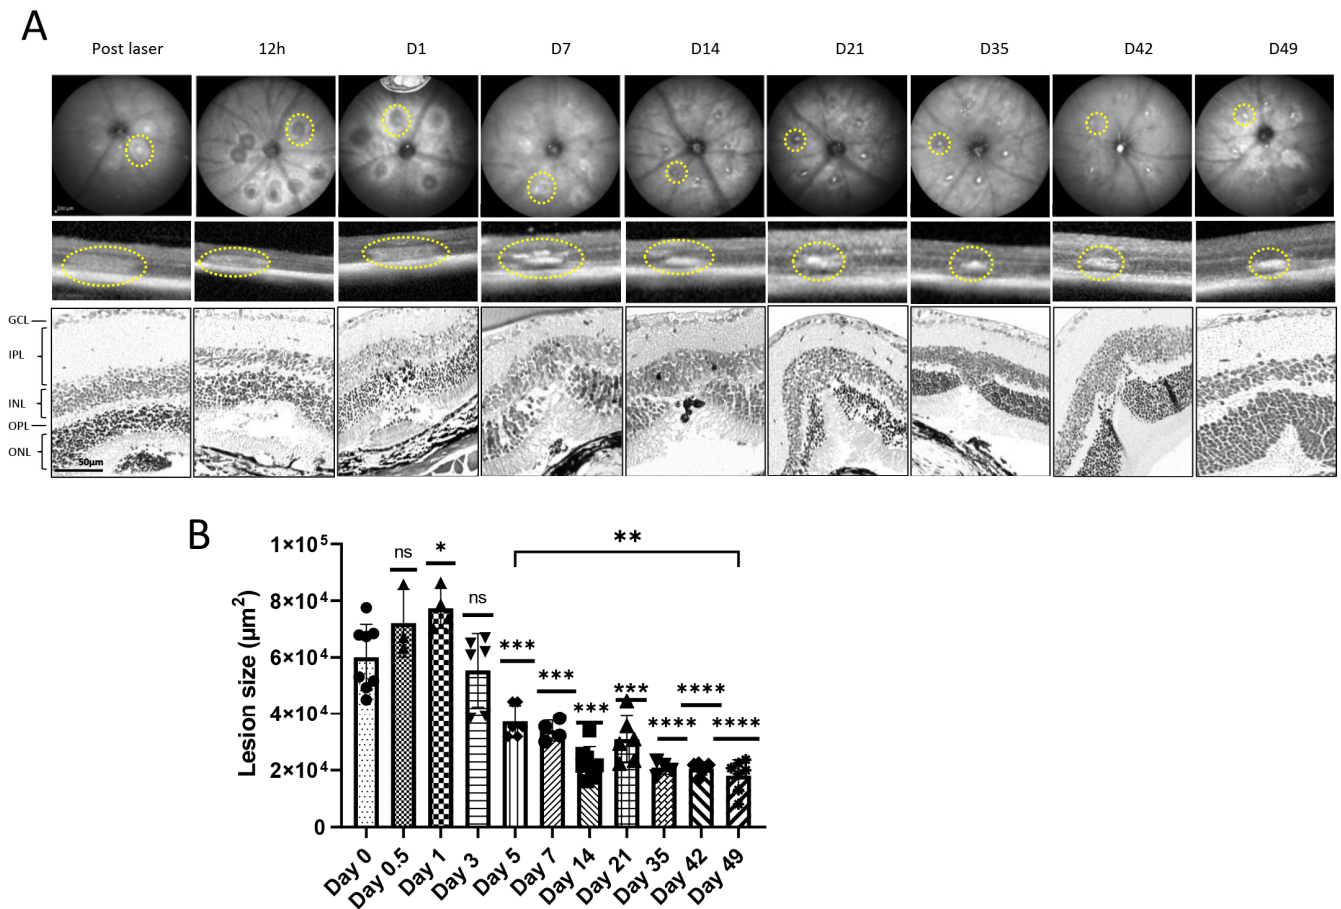 A
Post laser 12h D1 D7 D14 D21 D35 D42 D49
200 µm
GCL
IPL
INL
OPL
ONL
50µm
B
**
1×10⁵
8×10⁴
6×10⁴
4×10⁴
2×10⁴
0
Lesion size (µm²)
ns * ns *** *** *** *** **** **** ****
Day 0 Day 0.5 Day 1 Day 3 Day 5 Day 7 Day 14 Day 21 Day 35 Day 42 Day 49